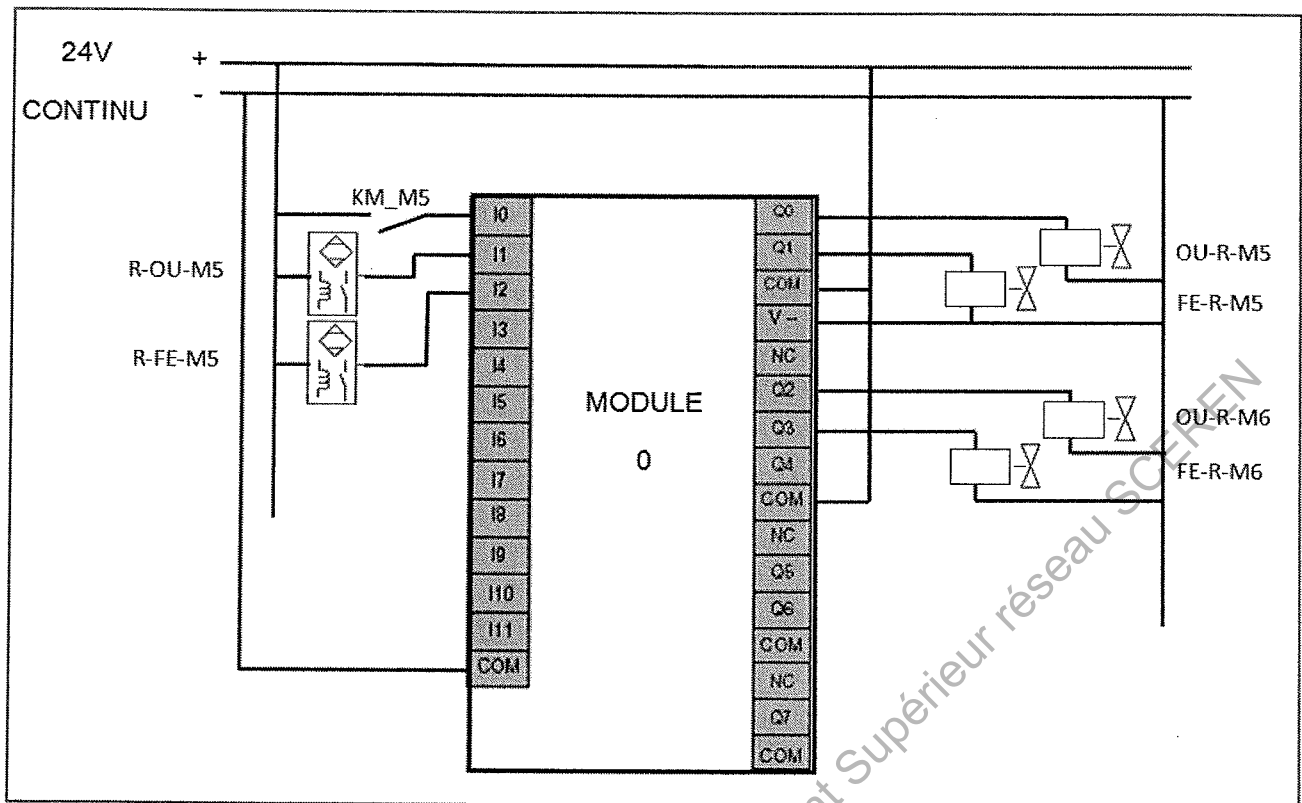 24V +
CONTINU -
KM_M5
R-OU-M5
R-FE-M5
I0
I1
I2
I3
I4
I5
I6
I7
I8
I9
I10
I11
COM
MODULE
0
Q0
Q1
COM
V -
NC
Q2
Q3
Q4
COM
NC
Q5
Q6
COM
NC
Q7
COM
OU-R-M5
FE-R-M5
OU-R-M6
FE-R-M6
Supérieur réseau SCEREN